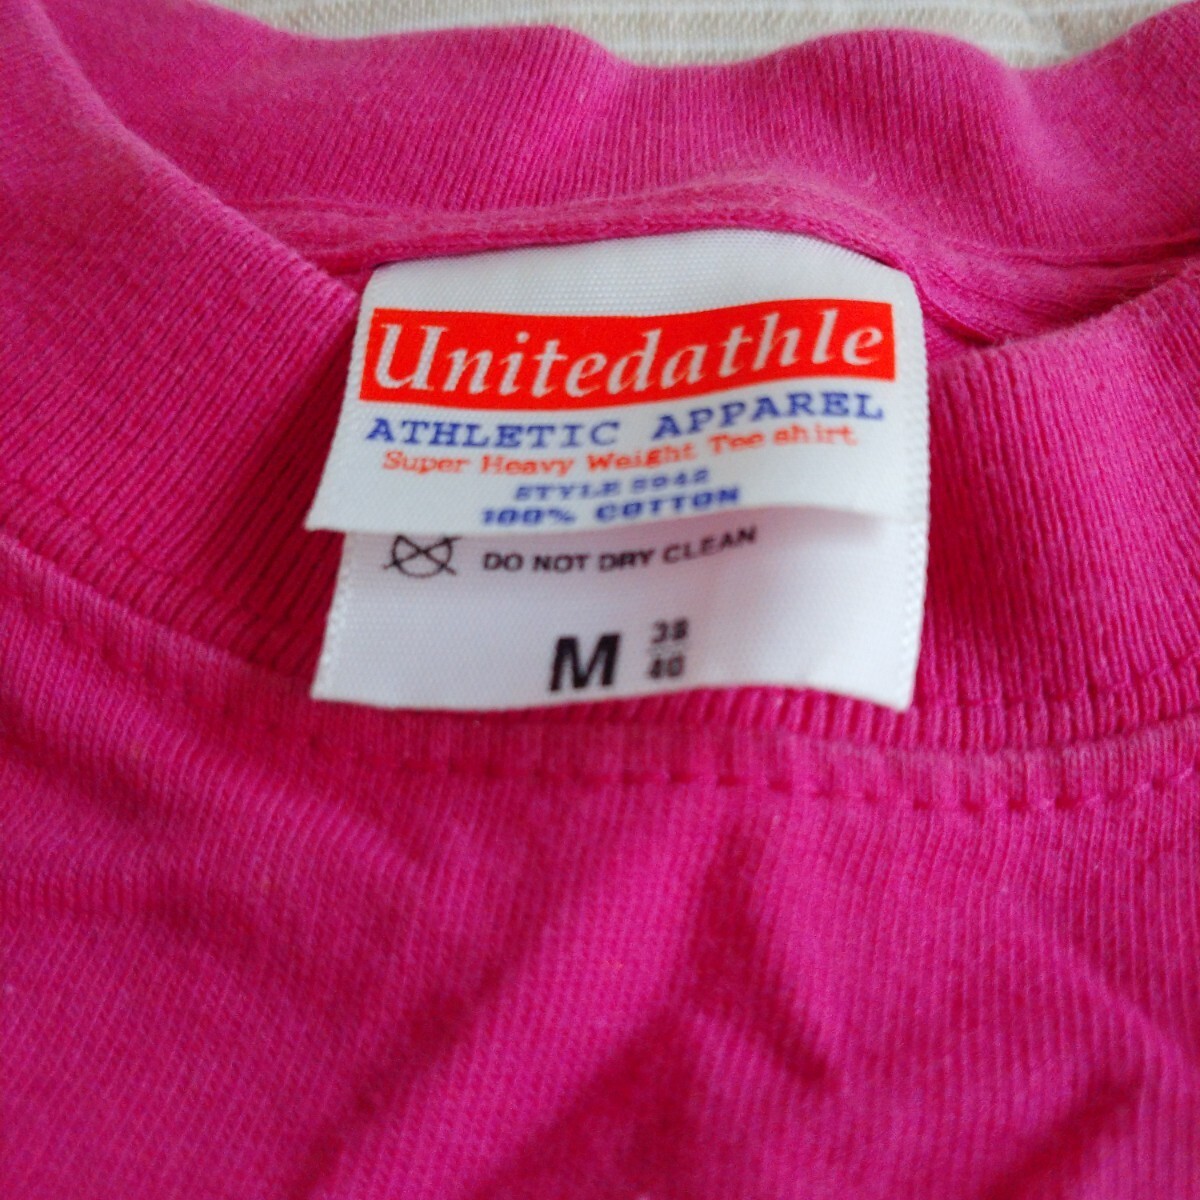 Unitedathle
ATHLETIC APPAREL
Super Heavy Weight Tee shirt
STYLE 5942
100% COTTON
DO NOT DRY CLEAN
M 38
40